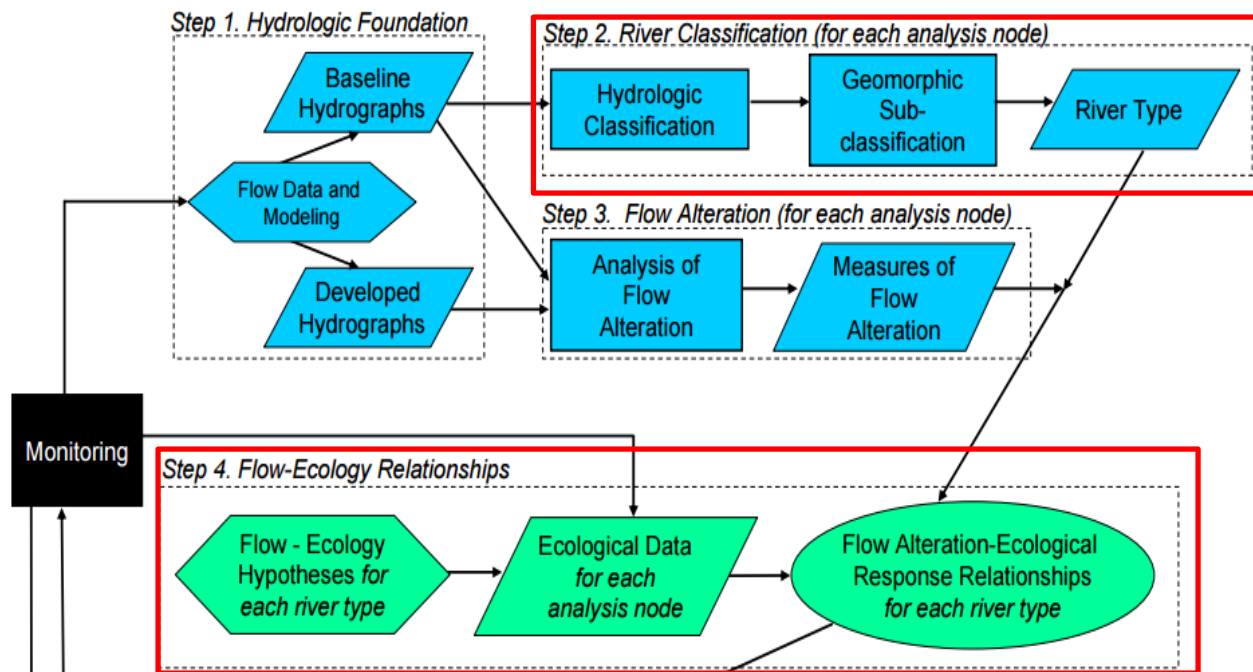 Step 1. Hydrologic Foundation
Baseline
Hydrographs
Flow Data and
Modeling
Developed
Hydrographs
Step 2. River Classification (for each analysis node)
Hydrologic
Classification
Geomorphic
Sub-
classification
River Type
Step 3.  Flow Alteration (for each analysis node)
Analysis of
Flow
Alteration
Measures of
Flow
Alteration
Monitoring
Step 4. Flow-Ecology Relationships
Flow - Ecology
Hypotheses for
each river type
Ecological Data
for each
analysis node
Flow Alteration-Ecological
Response Relationships
for each river type